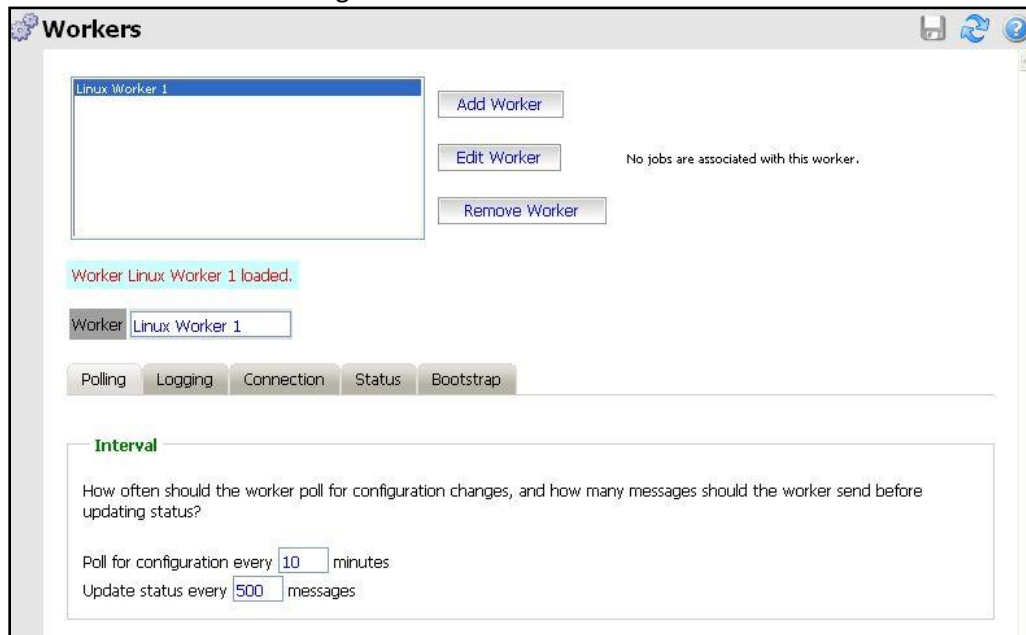 Workers
Linux Worker 1
Add Worker
Edit Worker
No jobs are associated with this worker.
Remove Worker
Worker Linux Worker 1 loaded.
Worker Linux Worker 1
Polling Logging Connection Status Bootstrap
Interval
How often should the worker poll for configuration changes, and how many messages should the worker send before
updating status?
Poll for configuration every 10 minutes
Update status every 500 messages